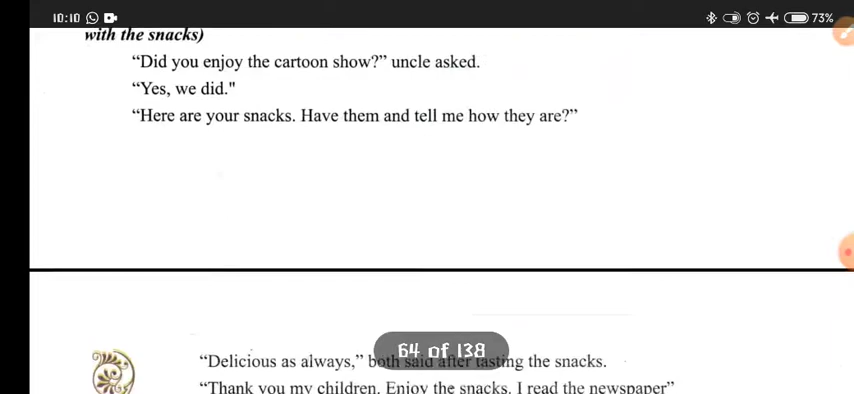 10:10
73%
with the snacks)
“Did you enjoy the cartoon show?” uncle asked.
“Yes, we did."
“Here are your snacks. Have them and tell me how they are?”
64 of 138
“Delicious as always,” both said after tasting the snacks.
“Thank you my children. Enjoy the snacks. I read the newspaper”